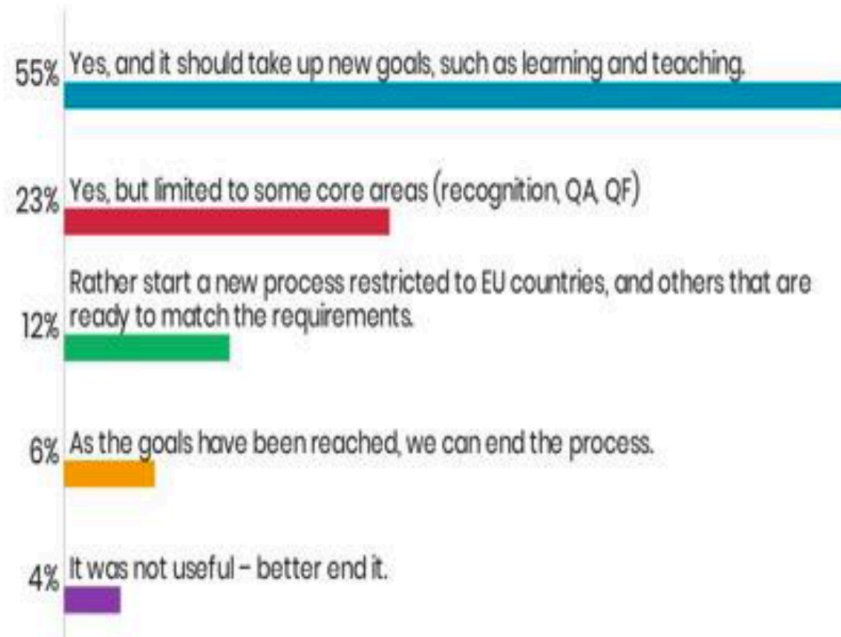 55% Yes, and it should take up new goals, such as learning and teaching.
23% Yes, but limited to some core areas (recognition, QA, QF)
Rather start a new process restricted to EU countries, and others that are
12% ready to match the requirements.
6% As the goals have been reached, we can end the process.
4% It was not useful – better end it.